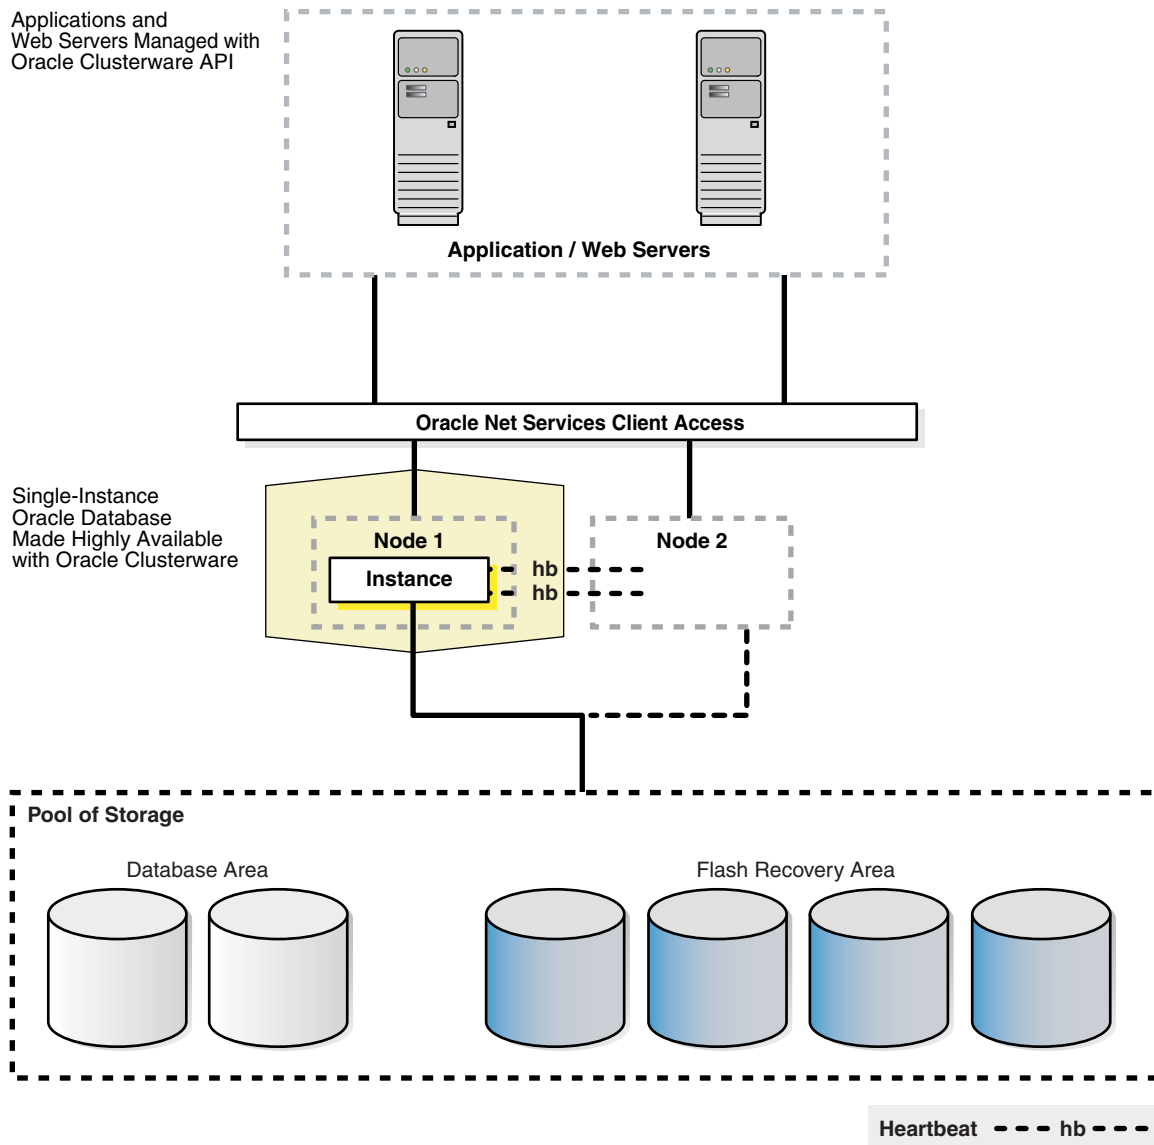 Applications and
Web Servers Managed with
Oracle Clusterware API
Application / Web Servers
Oracle Net Services Client Access
Single-Instance
Oracle Database
Made Highly Available
with Oracle Clusterware
Node 1
Instance
hb
hb
Node 2
Pool of Storage
Database Area
Flash Recovery Area
Heartbeat hb